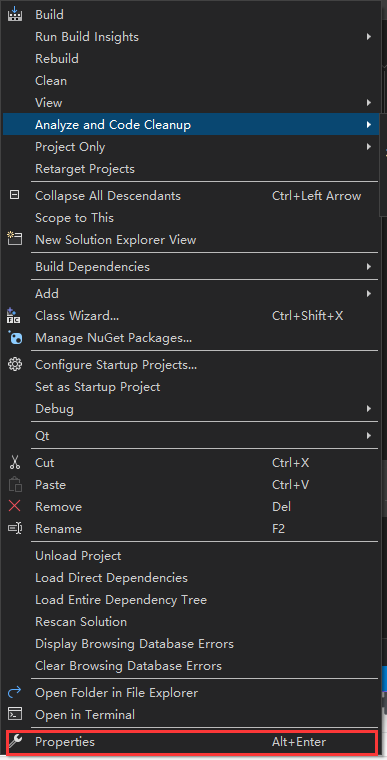 Build
Run Build Insights
Rebuild
Clean
View
Analyze and Code Cleanup
Project Only
Retarget Projects
Collapse All Descendants Ctrl+Left Arrow
Scope to This
New Solution Explorer View
Build Dependencies
Add
Class Wizard... Ctrl+Shift+X
Manage NuGet Packages...
Configure Startup Projects...
Set as Startup Project
Debug
Qt
Cut Ctrl+X
Paste Ctrl+V
Remove Del
Rename F2
Unload Project
Load Direct Dependencies
Load Entire Dependency Tree
Rescan Solution
Display Browsing Database Errors
Clear Browsing Database Errors
Open Folder in File Explorer
Open in Terminal
Properties Alt+Enter